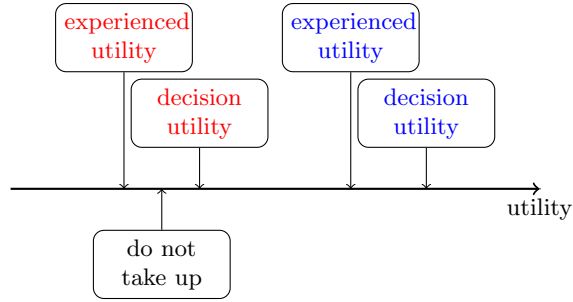 experienced
utility
experienced
utility
decision
utility
decision
utility
utility
do not
take up